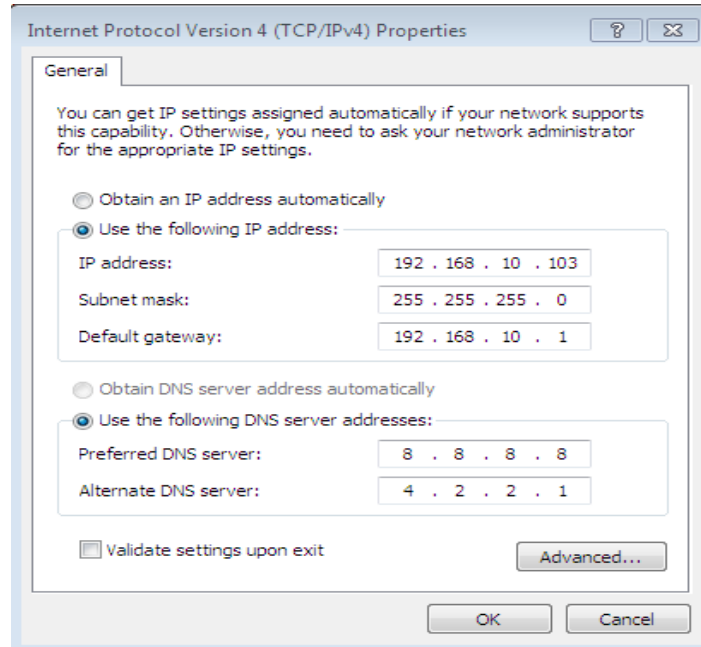 Internet Protocol Version 4 (TCP/IPv4) Properties
General
You can get IP settings assigned automatically if your network supports
this capability. Otherwise, you need to ask your network administrator
for the appropriate IP settings.
Obtain an IP address automatically
Use the following IP address:
IP address: 192 . 168 . 10 . 103
Subnet mask: 255 . 255 . 255 . 0
Default gateway: 192 . 168 . 10 . 1
Obtain DNS server address automatically
Use the following DNS server addresses:
Preferred DNS server: 8 . 8 . 8 . 8
Alternate DNS server: 4 . 2 . 2 . 1
Validate settings upon exit
Advanced...
OK Cancel